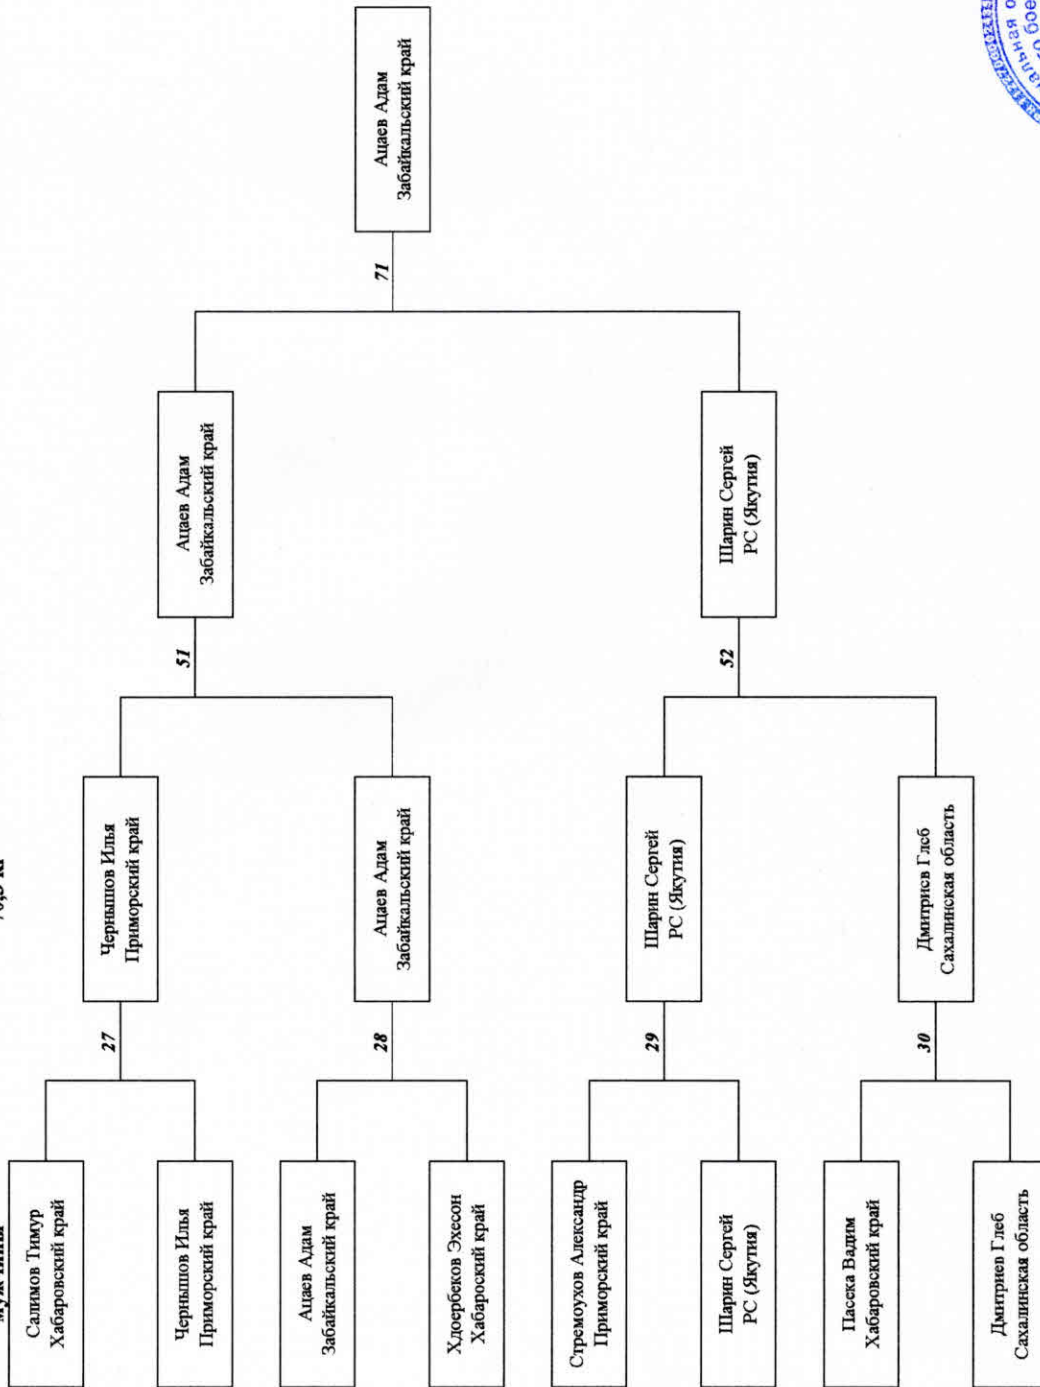 Салимов Тимур
Хабаровский край
Чернышов Илья
Приморский край
Ацаев Адам
Забайкальский край
Хдоербеков Эхесон
Хабароский край
Стремоухов Александр
Приморский край
Шарин Сергей
РС (Якутия)
Пасека Вадим
Хабаровский край
Дмитриев Глеб
Сахалинская область
27
28
29
30
Чернышов Илья
Приморский край
Ацаев Адам
Забайкальский край
Шарин Сергей
РС (Якутия)
Дмитриев Глеб
Сахалинская область
51
52
Ацаев Адам
Забайкальский край
Шарин Сергей
РС (Якутия)
71
Ацаев Адам
Забайкальский край